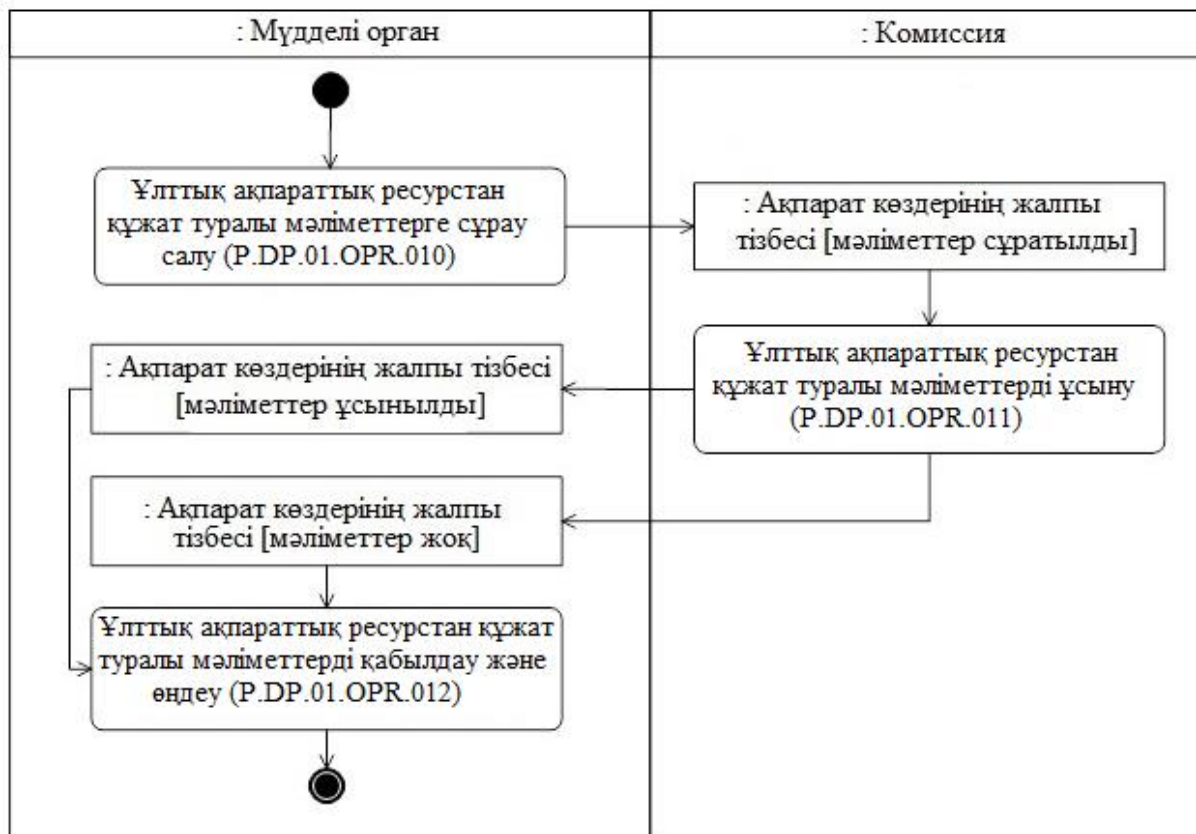 : Мүдделі орган
: Комиссия
Ұлттық ақпараттық ресурстан
құжат туралы мәліметтерге сұрау
салу (P.DP.01.OPR.010)
: Ақпарат көздерінің жалпы
тізбесі [мәліметтер сұратылды]
Ұлттық ақпараттық ресурстан
құжат туралы мәліметтерді ұсыну
(P.DP.01.OPR.011)
: Ақпарат көздерінің жалпы тізбесі
[мәліметтер ұсынылды]
: Ақпарат көздерінің жалпы
тізбесі [мәліметтер жоқ]
Ұлттық ақпараттық ресурстан құжат
туралы мәліметтерді қабылдау және
өңдеу (P.DP.01.OPR.012)